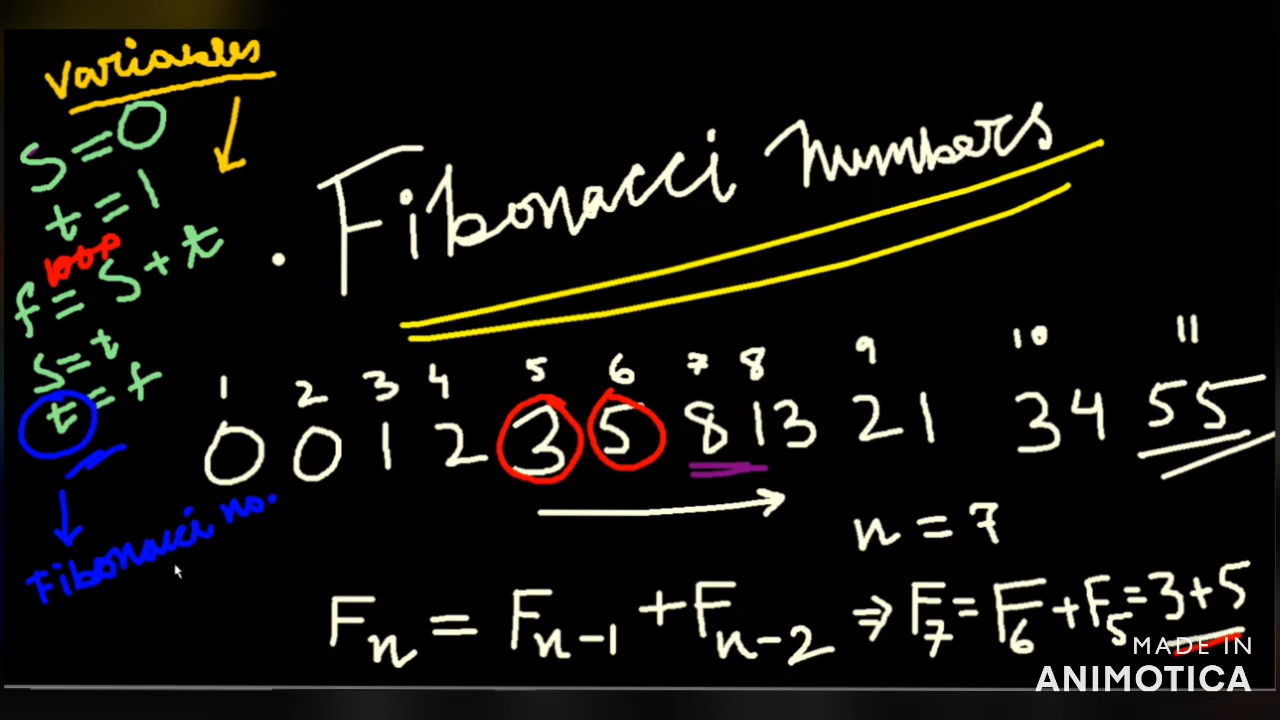 Variables
S = 0
t = 1
loop
f = S + t
S = t
t = f
Fibonacci no.
. Fibonacci Numbers
1 2 3 4 5 6 7 8 9 10 11
0 0 1 2 3 5 8 13 21 34 55
n = 7
Fn = Fn-1 + Fn-2 ⇒ F7 = F6 + F5 = 3+5
MADE IN
ANIMOTICA